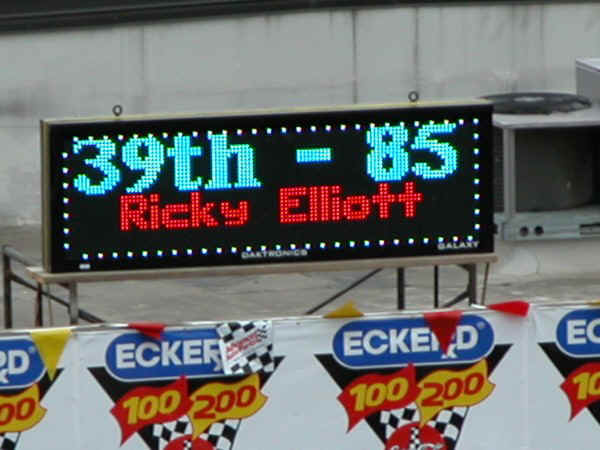 39th - 85
Ricky Elliott
DAKTRONICS
GALAXY
ECKERD
100
200
ECKERD
100
200